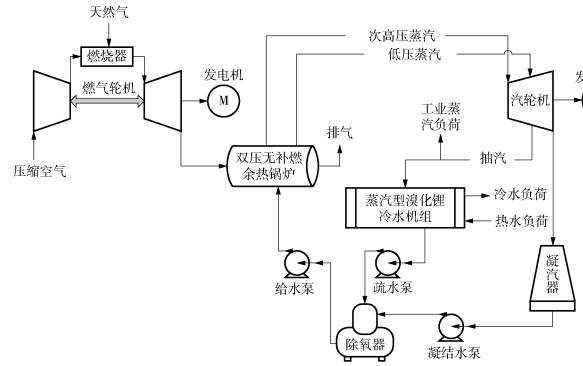 天然气
燃烧器
燃气轮机
发电机
M
压缩空气
次高压蒸汽
低压蒸汽
汽轮机
发
双压无补燃
余热锅炉
排气
工业蒸
汽负荷
抽汽
蒸汽型溴化锂
冷水机组
冷水负荷
热水负荷
凝
汽
器
给水泵
疏水泵
除氧器
凝结水泵